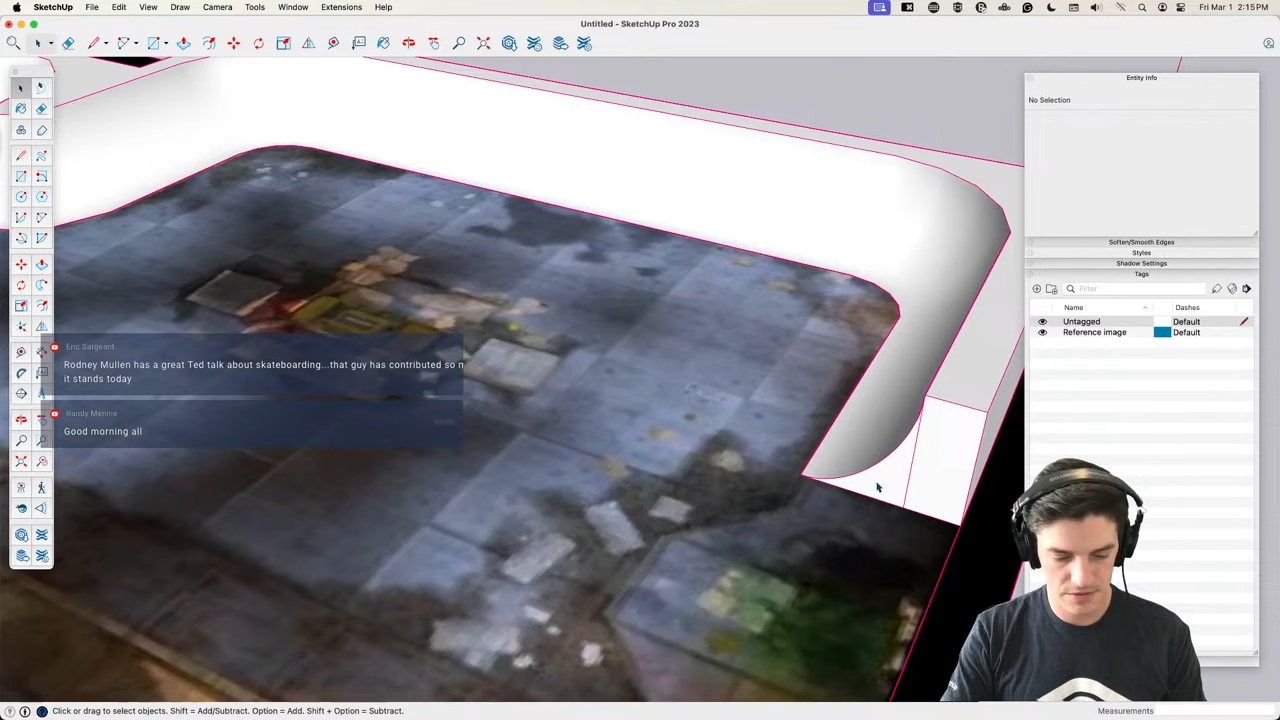 SketchUp File Edit View Draw Camera Tools Window Extensions Help Fri Mar 1 2:15 PM
Untitled - SketchUp Pro 2023
Entity Info
No Selection
Soften/Smooth Edges
Styles
Shadow Settings
Tags
Filter
Name Dashes
Untagged Default
Reference image Default
Eric Sargeant
Rodney Mullen has a great Ted talk about skateboarding...that guy has contributed so m
it stands today
Randy Mennie
Good morning all
Click or drag to select objects. Shift = Add/Subtract. Option = Add. Shift + Option = Subtract. Measurements